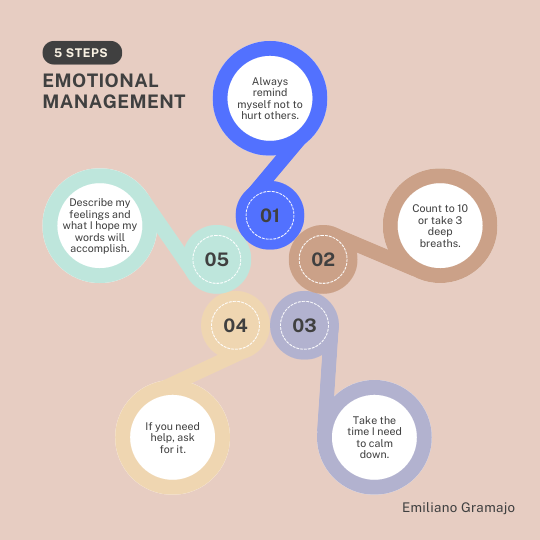 5 STEPS
EMOTIONAL
MANAGEMENT
Always
remind
myself not to
hurt others.
01
Count to 10
or take 3
deep
breaths.
02
Take the
time I need
to calm
down.
03
If you need
help, ask
for it.
04
Describe my
feelings and
what I hope my
words will
accomplish.
05
Emiliano Gramajo